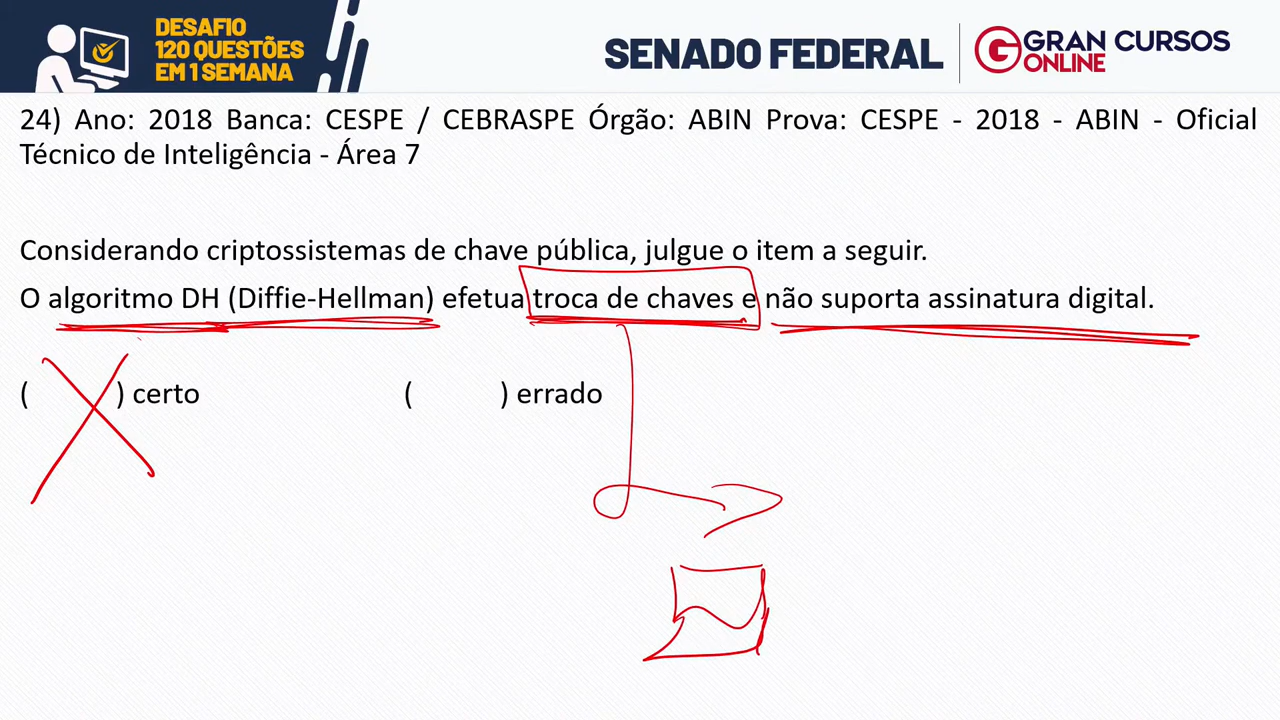 DESAFIO
120 QUESTÕES
EM 1 SEMANA
SENADO FEDERAL
GRAN CURSOS
ONLINE
24) Ano: 2018 Banca: CESPE / CEBRASPE Órgão: ABIN Prova: CESPE - 2018 - ABIN - Oficial
Técnico de Inteligência - Área 7
Considerando criptossistemas de chave pública, julgue o item a seguir.
O algoritmo DH (Diffie-Hellman) efetua troca de chaves e não suporta assinatura digital.
( X ) certo ( ) errado